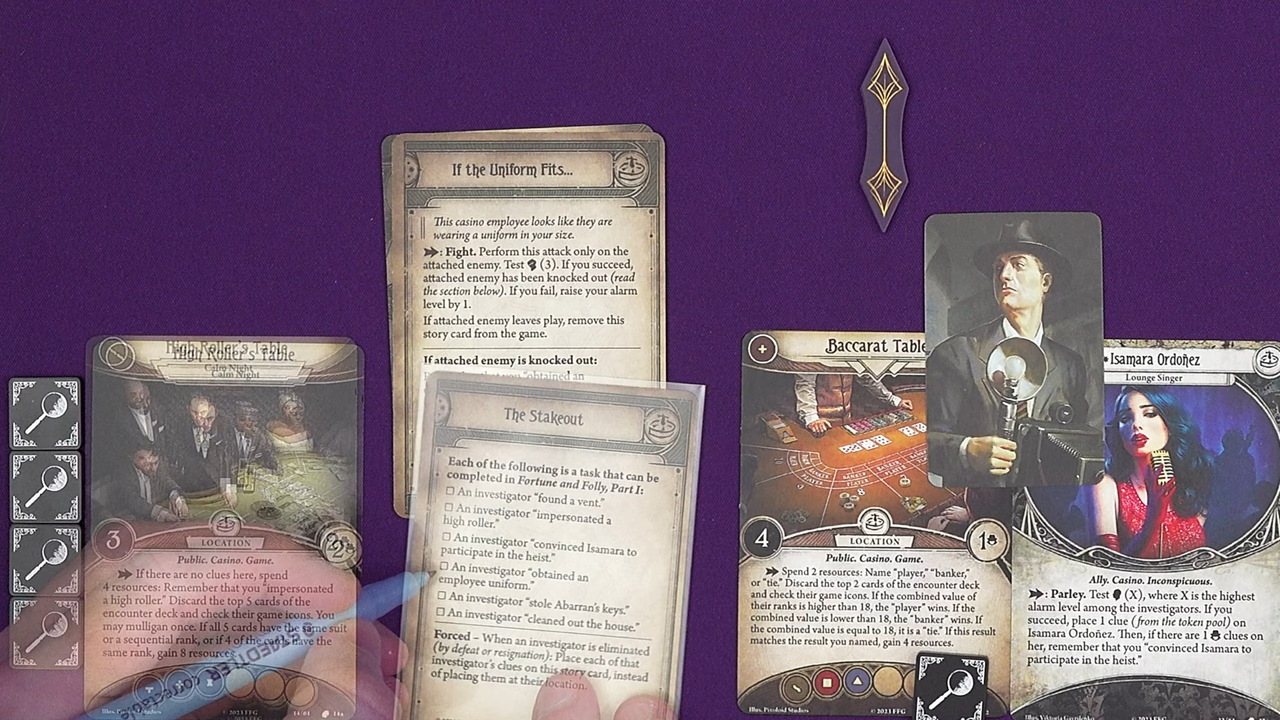 If the Uniform Fits...
This casino employee looks like they are
wearing a uniform in your size.
: Fight. Perform this attack only on the
attached enemy. Test (3). If you succeed,
attached enemy has been knocked out (read
the section below). If you fail, raise your alarm
level by 1.
If attached enemy leaves play, remove this
story card from the game.
If attached enemy is knocked out:
The Stakeout
Each of the following is a task that can be
completed in Fortune and Folly, Part I:
An investigator “found a vent.”
An investigator “impersonated a
high roller.”
An investigator “convinced Isamara to
participate in the heist.”
An investigator “obtained an
employee uniform.”
An investigator “stole Abarran’s keys.”
An investigator “cleaned out the house.”
Forced – When an investigator is eliminated
(by defeat or resignation): Place each of that
investigator’s clues on this story card, instead
of placing them at their location.
High Roller's Table
Calm Night
3
2
LOCATION
Public. Casino. Game.
If there are no clues here, spend
4 resources: Remember that you “impersonated
a high roller.” Discard the top 5 cards of the
encounter deck and check their game icons. You
may mulligan once. If all 5 cards have the same suit
or a sequential rank, or if 4 of the cards have the
same rank, gain 8 resources.
STAEDTLER correctable
Illus. Pixoloid Studios
© 2023 FFG
Baccarat Table
4
1
LOCATION
Public. Casino. Game.
Spend 2 resources: Name “player,” “banker,”
or “tie.” Discard the top 2 cards of the encounter
deck and check their game icons. If the combined
value of their ranks is higher than 18, the “player” wins. If the
combined value is lower than 18, the “banker” wins. If
the combined value is equal to 18, it is a “tie.” If this result
matches the result you named, gain 4 resources.
Illus. Pixoloid Studios
© 2023 FFG
Isamara Ordoñez
Lounge Singer
Ally. Casino. Inconspicuous.
: Parley. Test (X), where X is the highest
alarm level among the investigators. If you
succeed, place 1 clue (from the token pool) on
Isamara Ordoñez. Then, if there are 1 clues on
her, remember that you “convinced Isamara to
participate in the heist.”
© 2023 FFG